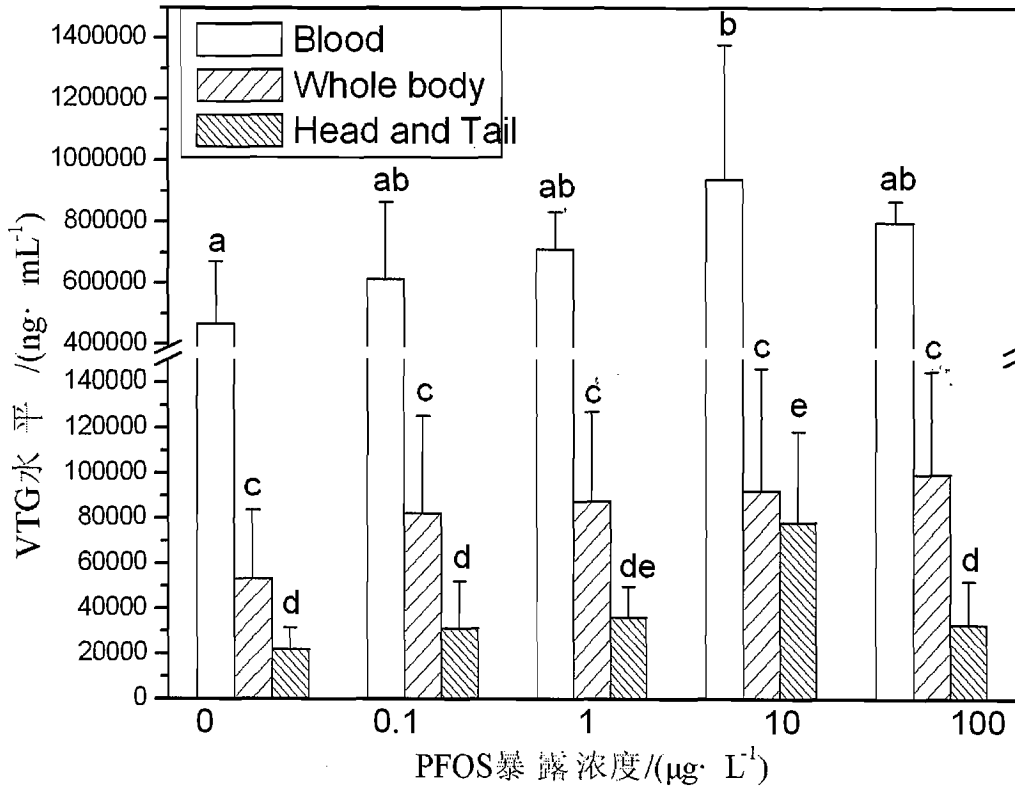 VTG水平 /(ng· mL⁻¹)
1400000
1200000
1000000
800000
600000
400000
140000
120000
100000
80000
60000
40000
20000
0
Blood
Whole body
Head and Tail
a
c
d
ab
c
d
ab
c
de
b
c
e
ab
c
d
0 0.1 1 10 100
PFOS暴露浓度/(μg· L⁻¹)